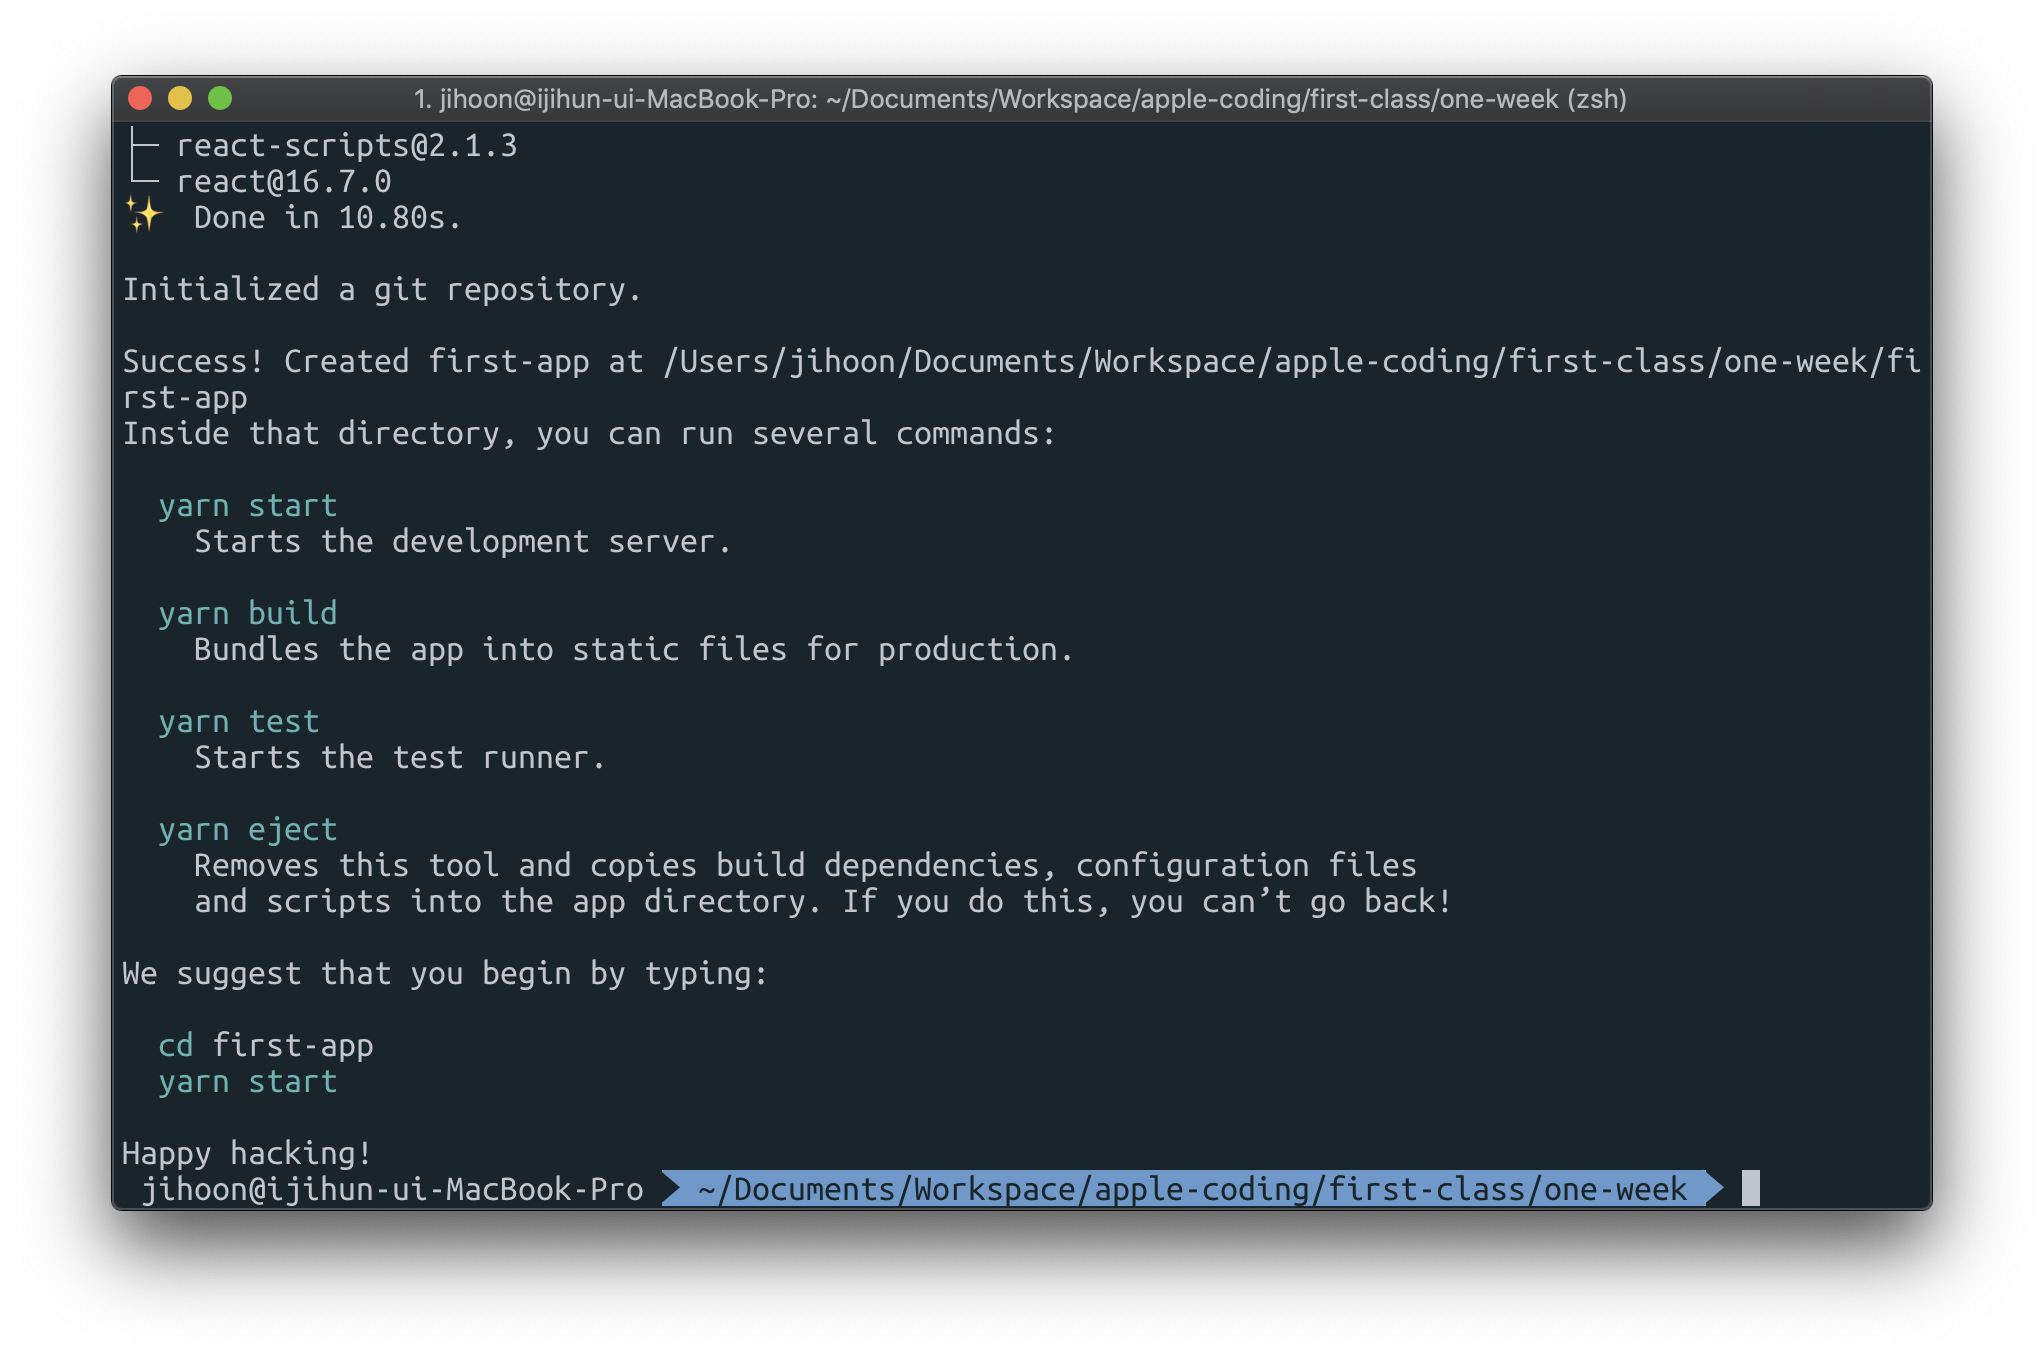 1. jihoon@ijihun-ui-MacBook-Pro: ~/Documents/Workspace/apple-coding/first-class/one-week (zsh)
├─ react-scripts@2.1.3
└─ react@16.7.0
✨  Done in 10.80s.
Initialized a git repository.
Success! Created first-app at /Users/jihoon/Documents/Workspace/apple-coding/first-class/one-week/fi
rst-app
Inside that directory, you can run several commands:
yarn start
Starts the development server.
yarn build
Bundles the app into static files for production.
yarn test
Starts the test runner.
yarn eject
Removes this tool and copies build dependencies, configuration files
and scripts into the app directory. If you do this, you can’t go back!
We suggest that you begin by typing:
cd first-app
yarn start
Happy hacking!
jihoon@ijihun-ui-MacBook-Pro ~/Documents/Workspace/apple-coding/first-class/one-week